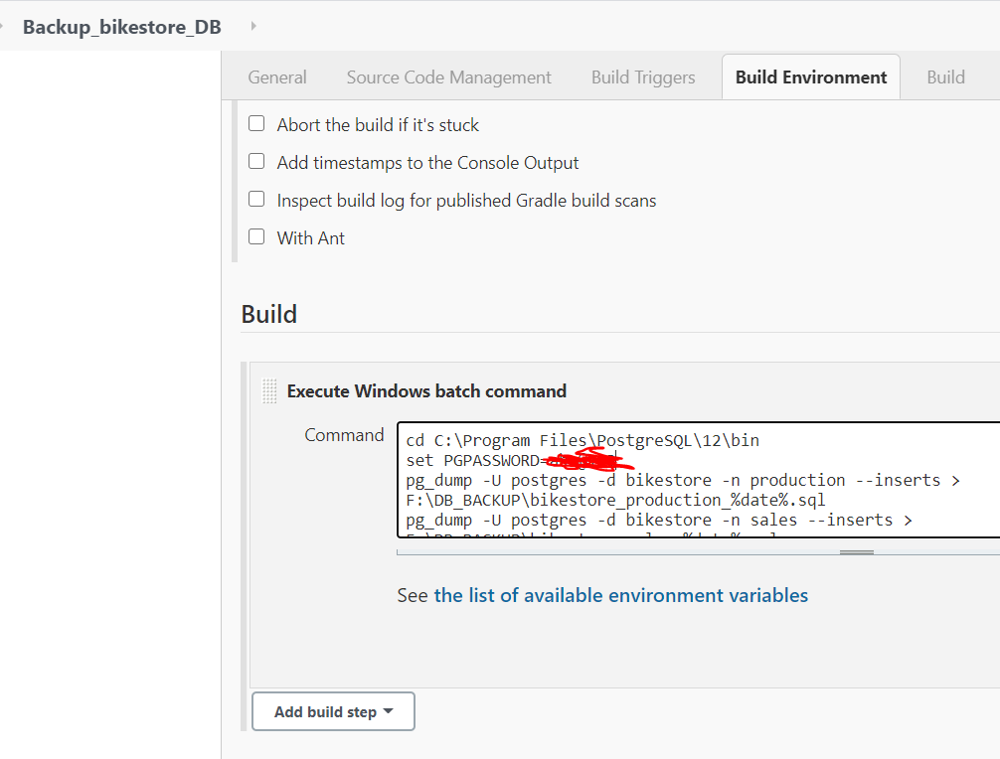 Backup_bikestore_DB
General Source Code Management Build Triggers Build Environment Build
Abort the build if it's stuck
Add timestamps to the Console Output
Inspect build log for published Gradle build scans
With Ant
Build
Execute Windows batch command
Command
cd C:\Program Files\PostgreSQL\12\bin
set PGPASSWORD=
pg_dump -U postgres -d bikestore -n production --inserts >
F:\DB_BACKUP\bikestore_production_%date%.sql
pg_dump -U postgres -d bikestore -n sales --inserts >
See the list of available environment variables
Add build step